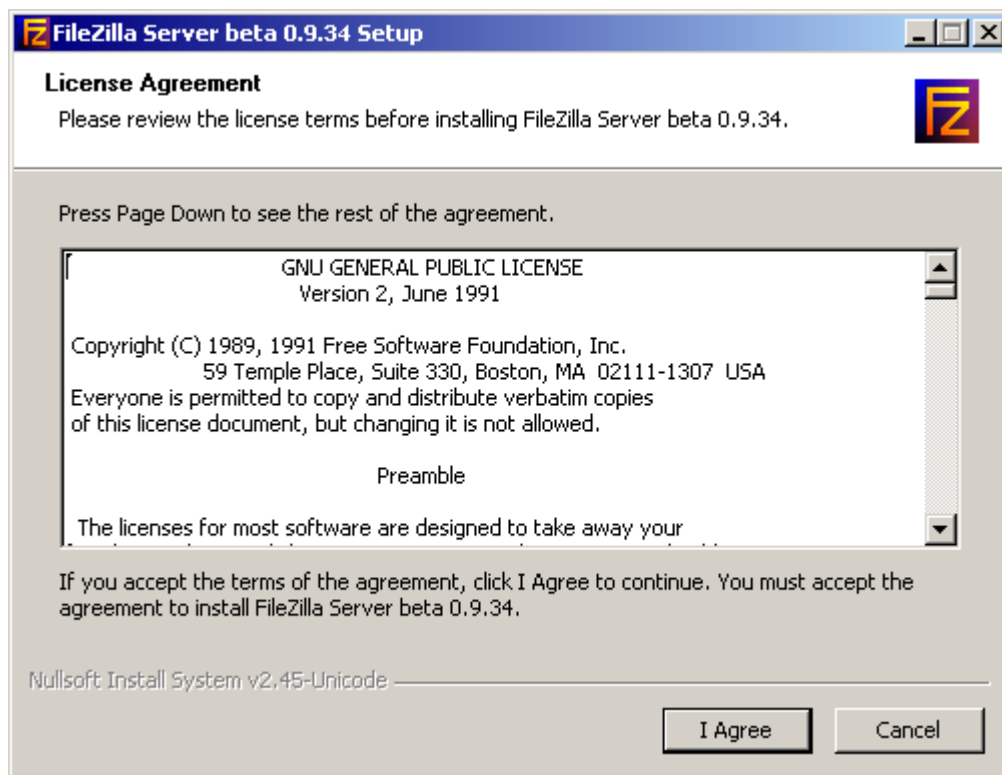 FileZilla Server beta 0.9.34 Setup
License Agreement
Please review the license terms before installing FileZilla Server beta 0.9.34.
Press Page Down to see the rest of the agreement.
GNU GENERAL PUBLIC LICENSE
Version 2, June 1991
Copyright (C) 1989, 1991 Free Software Foundation, Inc.
59 Temple Place, Suite 330, Boston, MA  02111-1307  USA
Everyone is permitted to copy and distribute verbatim copies
of this license document, but changing it is not allowed.
Preamble
The licenses for most software are designed to take away your
If you accept the terms of the agreement, click I Agree to continue. You must accept the
agreement to install FileZilla Server beta 0.9.34.
Nullsoft Install System v2.45-Unicode
I Agree
Cancel